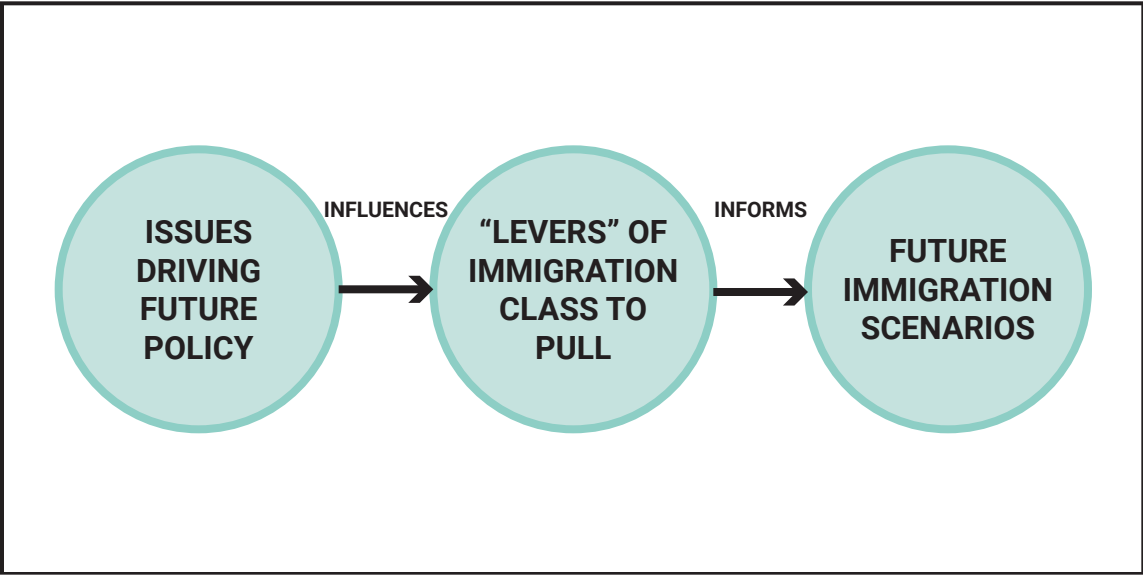 ISSUES
DRIVING
FUTURE
POLICY
INFLUENCES
“LEVERS” OF
IMMIGRATION
CLASS TO
PULL
INFORMS
FUTURE
IMMIGRATION
SCENARIOS